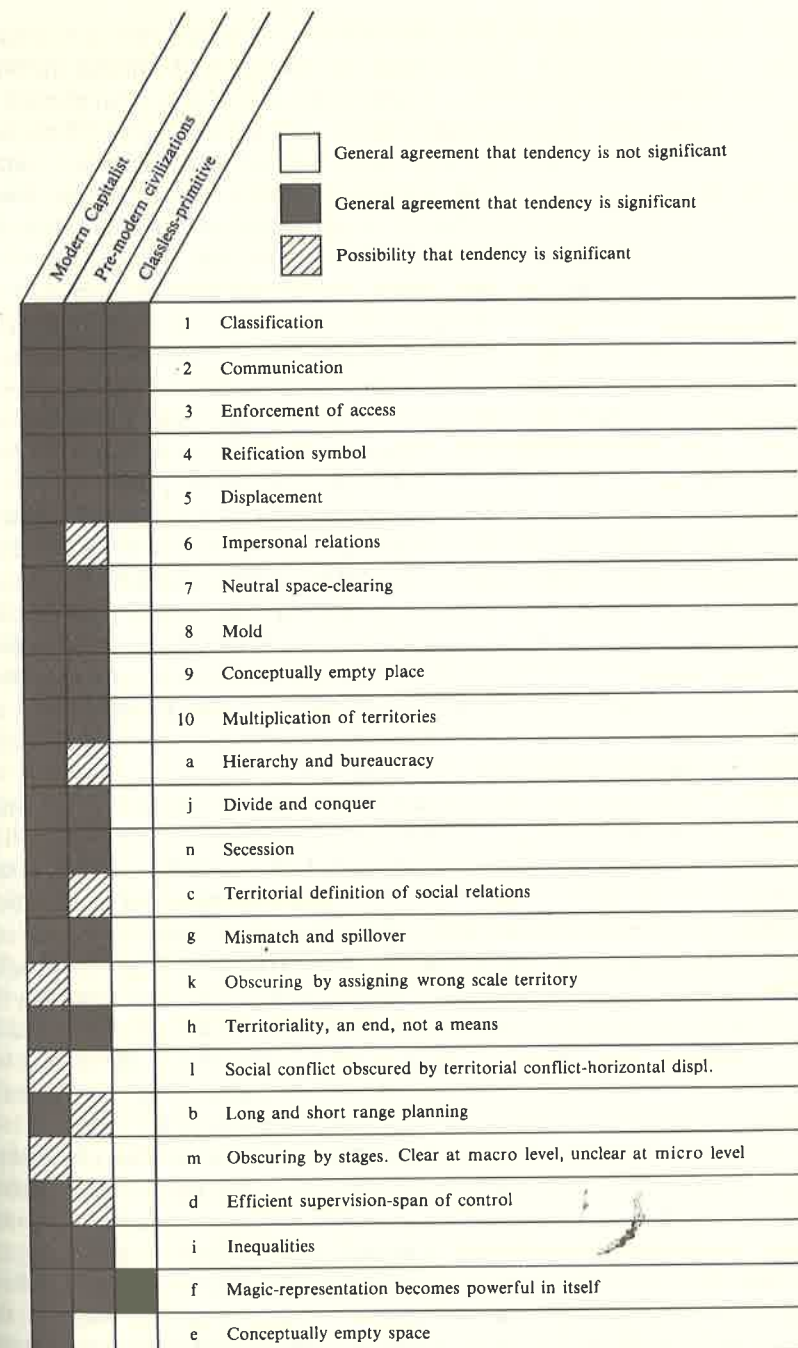 Modern Capitalist
Pre-modern civilizations
Classless-primitive
General agreement that tendency is not significant
General agreement that tendency is significant
Possibility that tendency is significant
1 Classification
2 Communication
3 Enforcement of access
4 Reification symbol
5 Displacement
6 Impersonal relations
7 Neutral space-clearing
8 Mold
9 Conceptually empty place
10 Multiplication of territories
a Hierarchy and bureaucracy
j Divide and conquer
n Secession
c Territorial definition of social relations
g Mismatch and spillover
k Obscuring by assigning wrong scale territory
h Territoriality, an end, not a means
l Social conflict obscured by territorial conflict-horizontal displ.
b Long and short range planning
m Obscuring by stages. Clear at macro level, unclear at micro level
d Efficient supervision-span of control
i Inequalities
f Magic-representation becomes powerful in itself
e Conceptually empty space